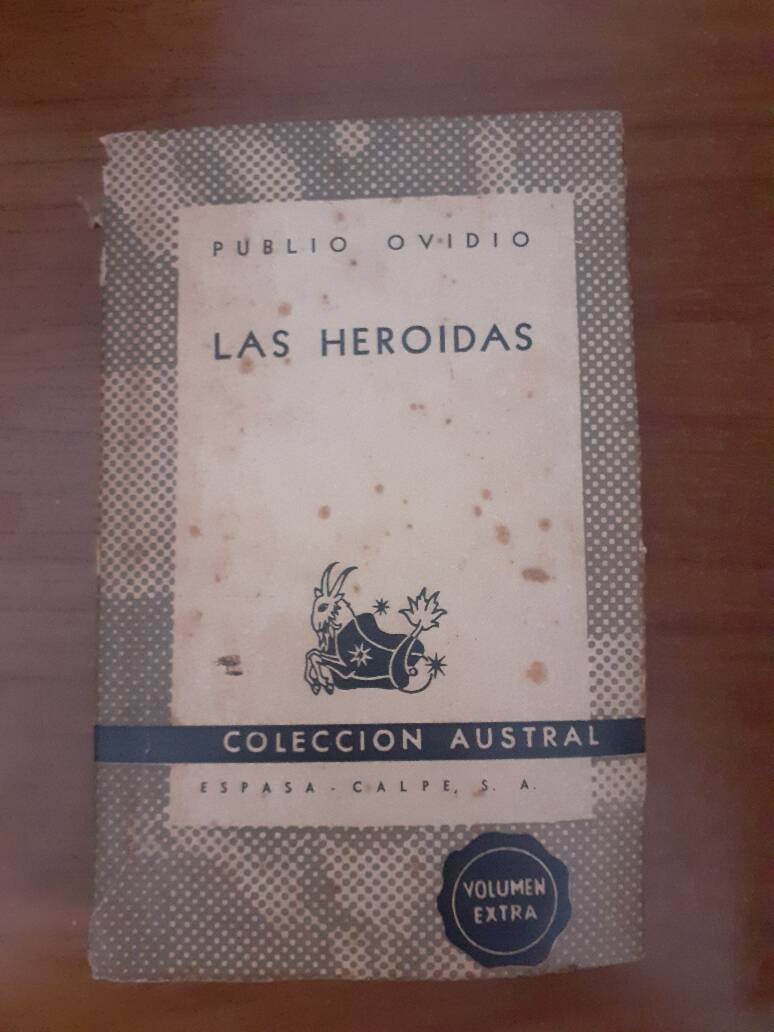 PUBLIO OVIDIO
LAS HEROIDAS
COLECCION AUSTRAL
ESPASA - CALPE, S. A.
VOLUMEN
EXTRA